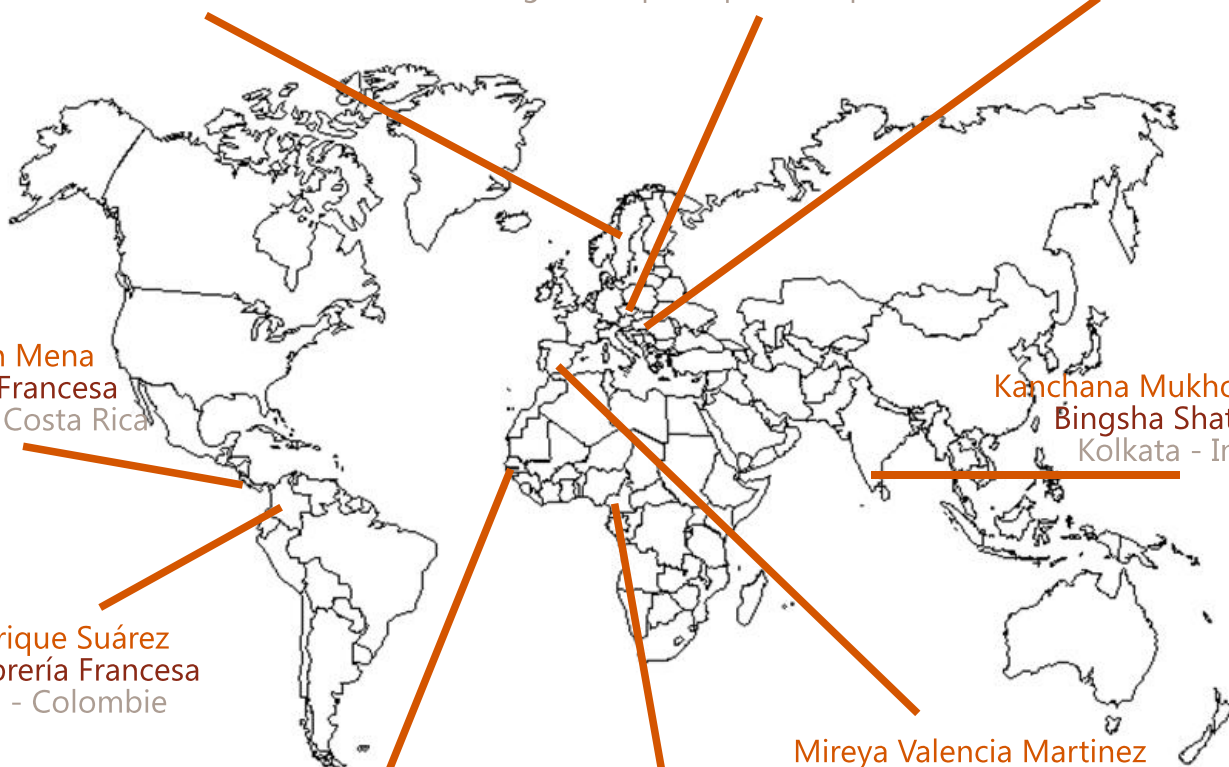 n Mena
Francesa
Costa Rica
Kanchana Mukho
Bingsha Shat
Kolkata - In
rique Suárez
orería Francesa
- Colombie
Mireya Valencia Martinez